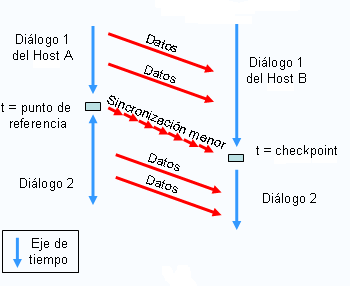 Diálogo 1
del Host A
Datos
Datos
Diálogo 1
del Host B
t = punto de
referencia
Sincronización menor
t = checkpoint
Datos
Datos
Diálogo 2
Diálogo 2
Eje de
tiempo